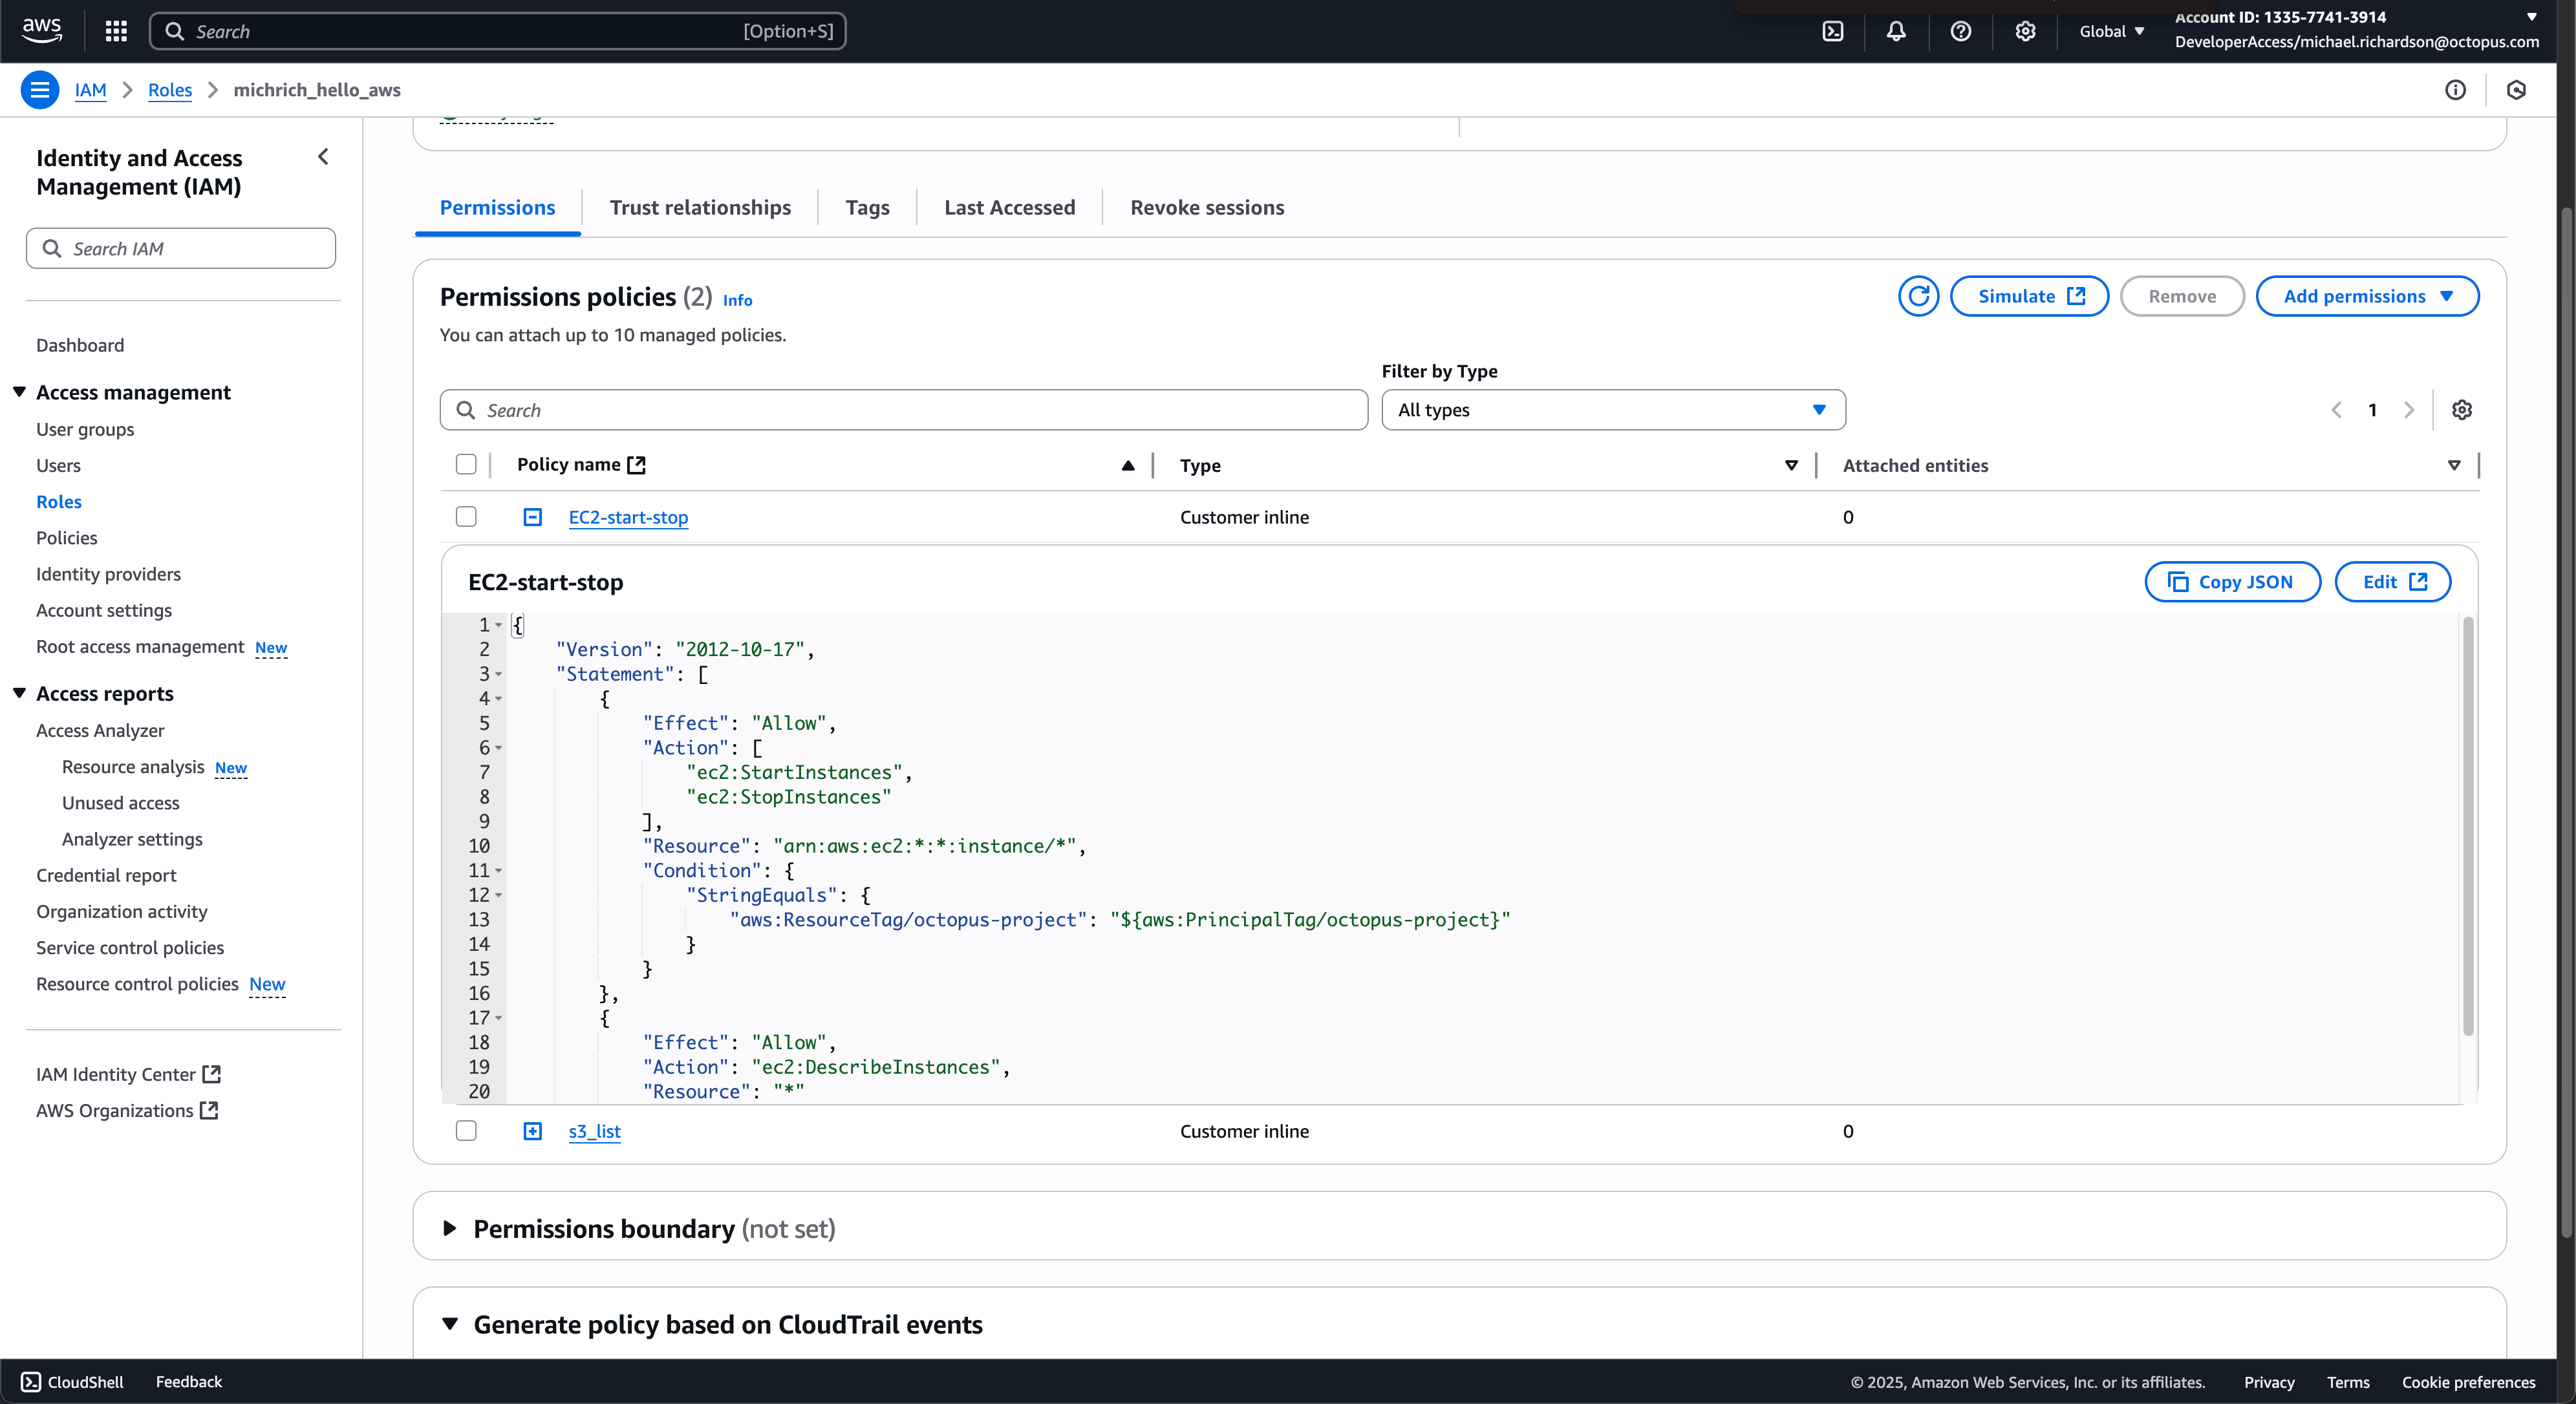 aws
Search
[Option+S]
Global
Account ID: 1335-7741-3914
DeveloperAccess/michael.richardson@octopus.com
IAM
Roles
michrich_hello_aws
Identity and Access
Management (IAM)
Search IAM
Dashboard
Access management
User groups
Users
Roles
Policies
Identity providers
Account settings
Root access management New
Access reports
Access Analyzer
Resource analysis New
Unused access
Analyzer settings
Credential report
Organization activity
Service control policies
Resource control policies New
IAM Identity Center
AWS Organizations
Permissions
Trust relationships
Tags
Last Accessed
Revoke sessions
Permissions policies (2) Info
You can attach up to 10 managed policies.
Simulate
Remove
Add permissions
Filter by Type
Search
All types
1
Policy name
Type
Attached entities
EC2-start-stop
Customer inline
0
EC2-start-stop
Copy JSON
Edit
1 {
2 "Version": "2012-10-17",
3 "Statement": [
4 {
5 "Effect": "Allow",
6 "Action": [
7 "ec2:StartInstances",
8 "ec2:StopInstances"
9 ],
10 "Resource": "arn:aws:ec2:*:*:instance/*",
11 "Condition": {
12 "StringEquals": {
13 "aws:ResourceTag/octopus-project": "${aws:PrincipalTag/octopus-project}"
14 }
15 }
16 },
17 {
18 "Effect": "Allow",
19 "Action": "ec2:DescribeInstances",
20 "Resource": "*"
s3_list
Customer inline
0
Permissions boundary (not set)
Generate policy based on CloudTrail events
CloudShell
Feedback
© 2025, Amazon Web Services, Inc. or its affiliates.
Privacy
Terms
Cookie preferences